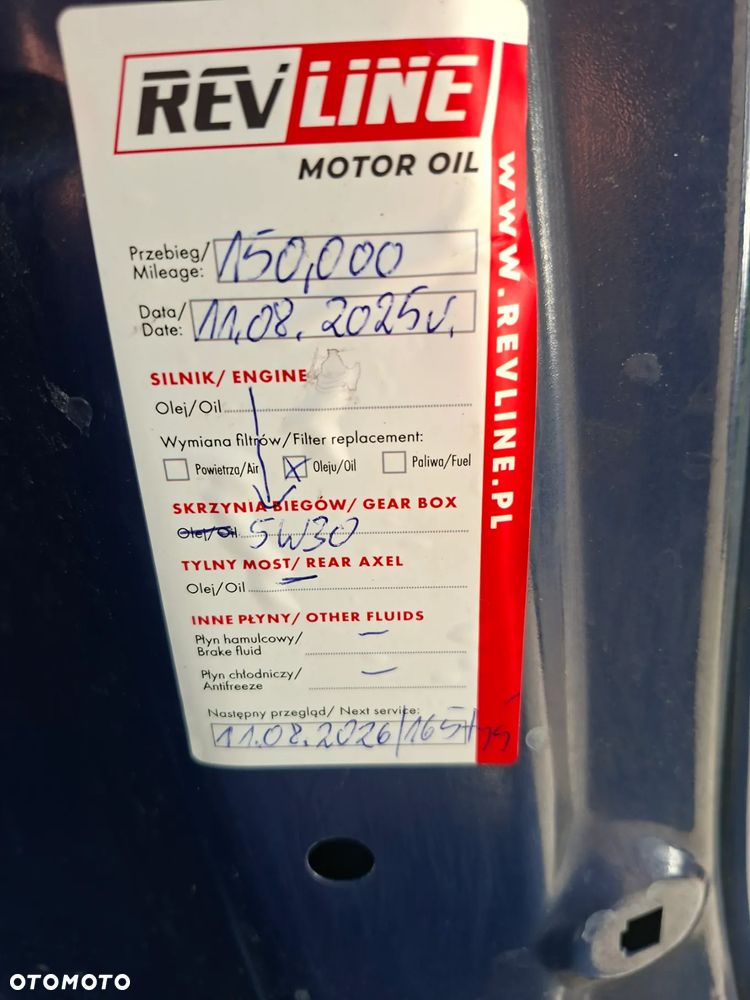 REVLINE
MOTOR OIL
WWW.REVLINE.PL
Przebieg/
Mileage: 150,000
Data/
Date: 11.08.2025r.
SILNIK/ ENGINE
Olej/Oil
Wymiana filtrów/Filter replacement:
Powietrza/Air Oleju/Oil Paliwa/Fuel
SKRZYNIA BIEGÓW/ GEAR BOX
Olej/Oil 5W30
TYLNY MOST/ REAR AXEL
Olej/Oil
INNE PŁYNY/ OTHER FLUIDS
Płyn hamulcowy/
Brake fluid
Płyn chłodniczy/
Antifreeze
Następny przegląd/ Next service:
11.08.2026/165tyś
OTOMOTO